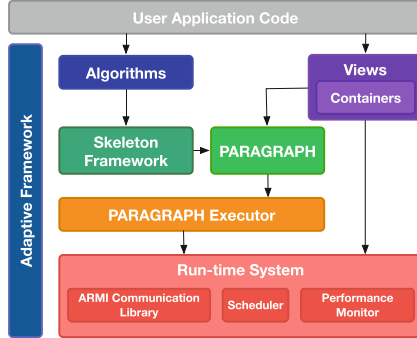 User Application Code
Adaptive Framework
Algorithms
Views
Containers
Skeleton
Framework
PARAGRAPH
PARAGRAPH Executor
Run-time System
ARMI Communication
Library
Scheduler
Performance
Monitor